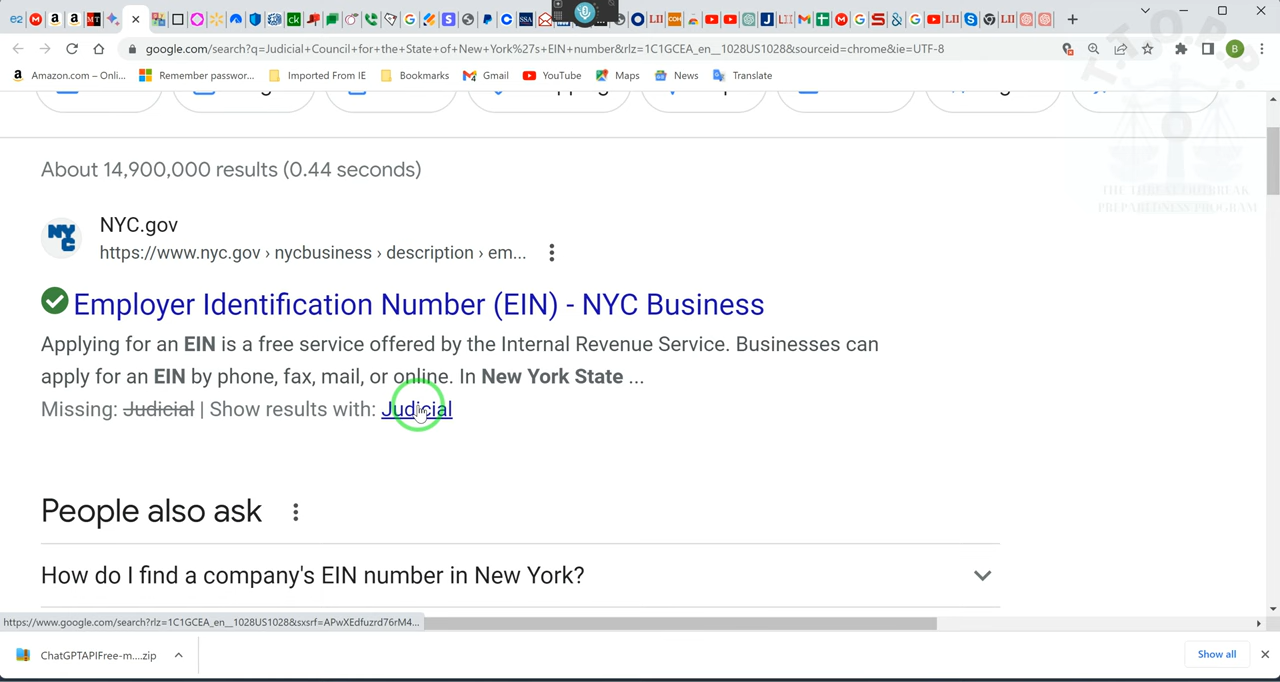 google.com/search?q=Judicial+Council+for+the+State+of+New+York%27s+EIN+number&rlz=1C1GCEA_en__1028US1028&sourceid=chrome&ie=UTF-8
B
Amazon.com – Onli...
Remember passwor...
Imported From IE
Bookmarks
Gmail
YouTube
Maps
News
Translate
T.T.O.P.P.
THE THREAT OUTBREAK
PREPAREDNESS PROGRAM
About 14,900,000 results (0.44 seconds)
NYC
NYC.gov
https://www.nyc.gov › nycbusiness › description › em...
Employer Identification Number (EIN) - NYC Business
Applying for an EIN is a free service offered by the Internal Revenue Service. Businesses can
apply for an EIN by phone, fax, mail, or online. In New York State ...
Missing: Judicial | Show results with: Judicial
People also ask
How do I find a company's EIN number in New York?
https://www.google.com/search?rlz=1C1GCEA_en__1028US1028&sxsrf=APwXEdfuzrd76rM4...
ChatGPTAPIFree-m....zip
Show all